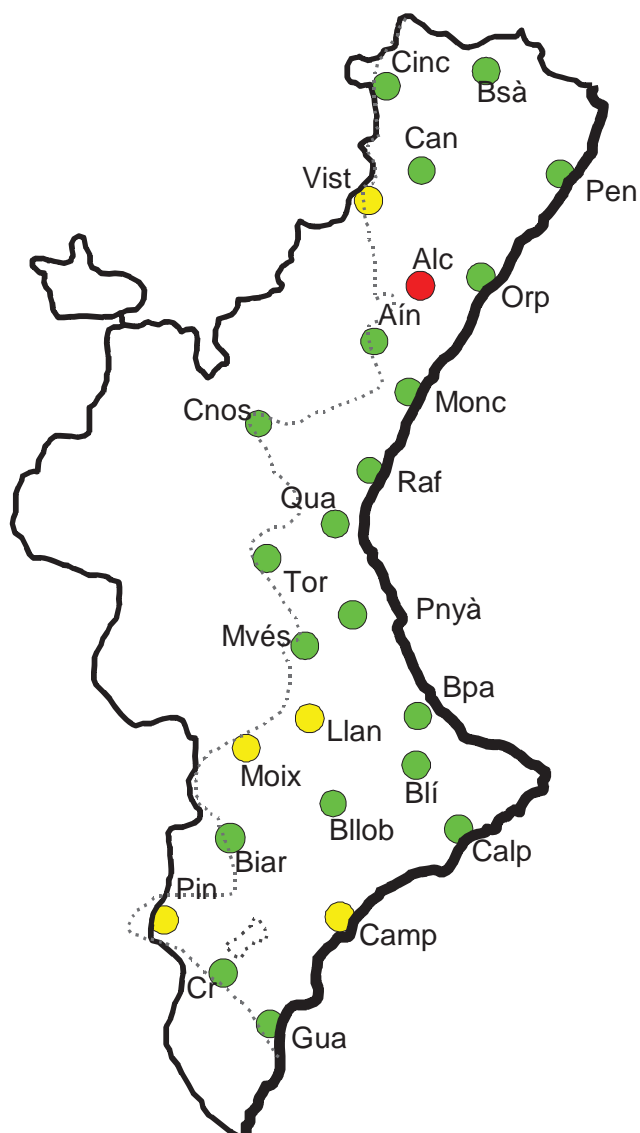 Cinc
Bsà
Can
Vist
Pen
Alc
Orp
Aín
Monc
Cnos
Raf
Qua
Tor
Pnyà
Mvés
Bpa
Llan
Moix
Blí
Bllob
Calp
Biar
Pin
Camp
Cr
Gua